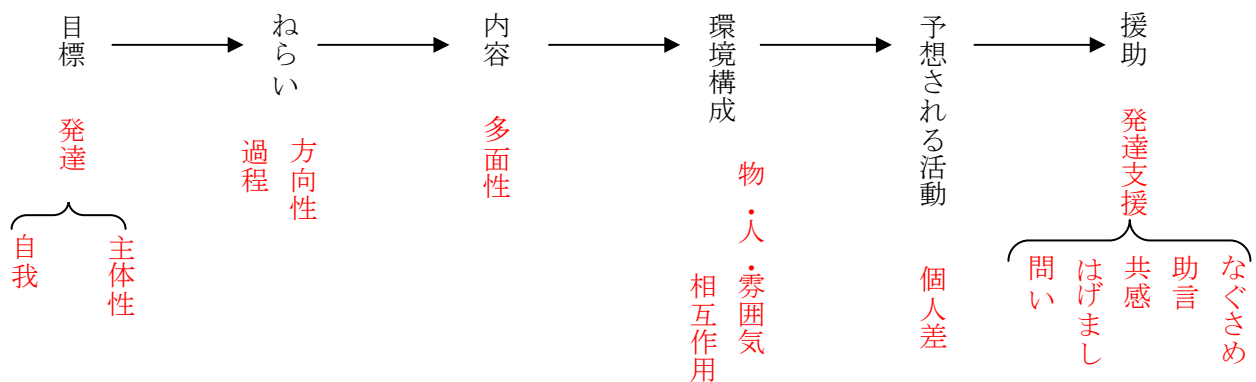 目標
ねらい
内容
環境構成
予想される活動
援助
発達
方向性
過程
多面性
物・人・雰囲気
相互作用
個人差
発達支援
主体性
自我
なぐさめ
助言
共感
はげまし
問い